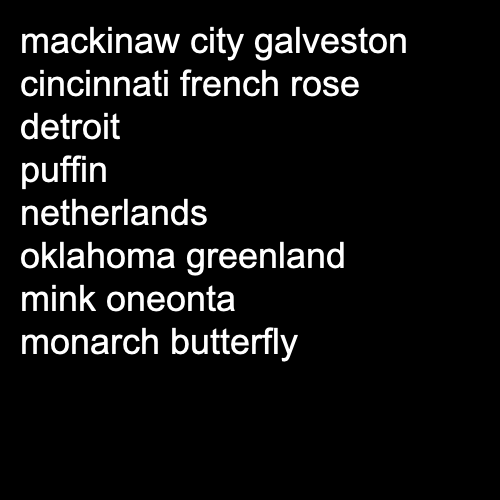 mackinaw city galveston
cincinnati french rose
detroit
puffin
netherlands
oklahoma greenland
mink oneonta
monarch butterfly